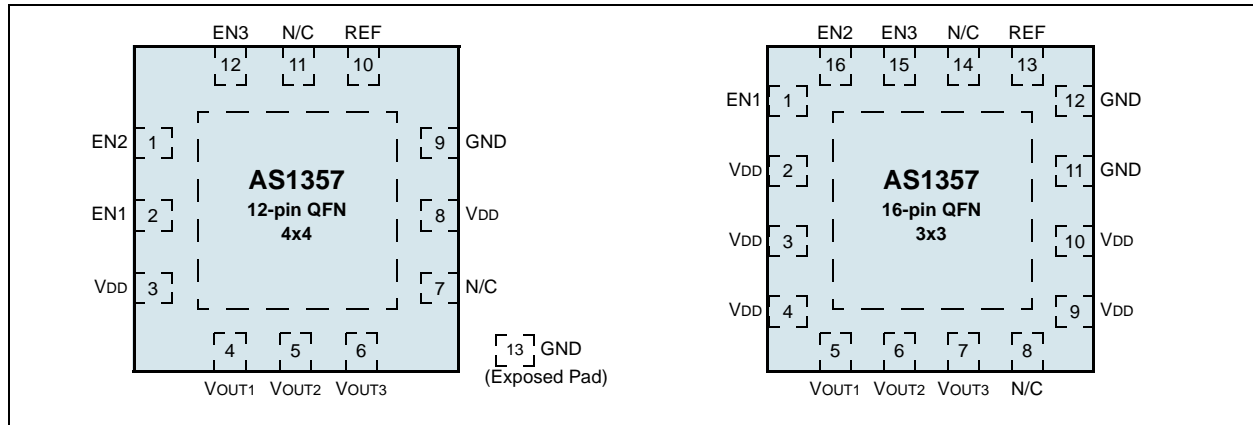 EN3 N/C REF
12 11 10
EN2 1 9 GND
AS1357
12-pin QFN
4x4
EN1 2 8 VDD
VDD 3 7 N/C
4 5 6
VOUT1 VOUT2 VOUT3
13 GND
(Exposed Pad)
EN2 EN3 N/C REF
16 15 14 13
EN1 1 12 GND
VDD 2 11 GND
AS1357
16-pin QFN
3x3
VDD 3 10 VDD
VDD 4 9 VDD
5 6 7 8
VOUT1 VOUT2 VOUT3 N/C